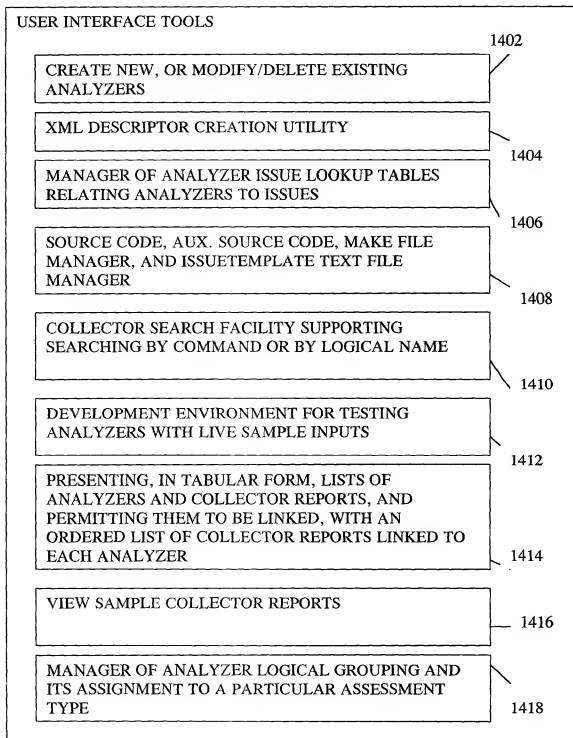 USER INTERFACE TOOLS
1402
CREATE NEW, OR MODIFY/DELETE EXISTING
ANALYZERS
XML DESCRIPTOR CREATION UTILITY
1404
MANAGER OF ANALYZER ISSUE LOOKUP TABLES
RELATING ANALYZERS TO ISSUES
1406
SOURCE CODE, AUX. SOURCE CODE, MAKE FILE
MANAGER, AND ISSUETEMPLATE TEXT FILE
MANAGER
1408
COLLECTOR SEARCH FACILITY SUPPORTING
SEARCHING BY COMMAND OR BY LOGICAL NAME
1410
DEVELOPMENT ENVIRONMENT FOR TESTING
ANALYZERS WITH LIVE SAMPLE INPUTS
1412
PRESENTING, IN TABULAR FORM, LISTS OF
ANALYZERS AND COLLECTOR REPORTS, AND
PERMITTING THEM TO BE LINKED, WITH AN
ORDERED LIST OF COLLECTOR REPORTS LINKED TO
EACH ANALYZER
1414
VIEW SAMPLE COLLECTOR REPORTS
1416
MANAGER OF ANALYZER LOGICAL GROUPING AND
ITS ASSIGNMENT TO A PARTICULAR ASSESSMENT
TYPE
1418